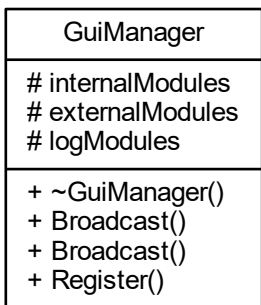 GuiManager
# internalModules
# externalModules
# logModules
+ ~GuiManager()
+ Broadcast()
+ Broadcast()
+ Register()